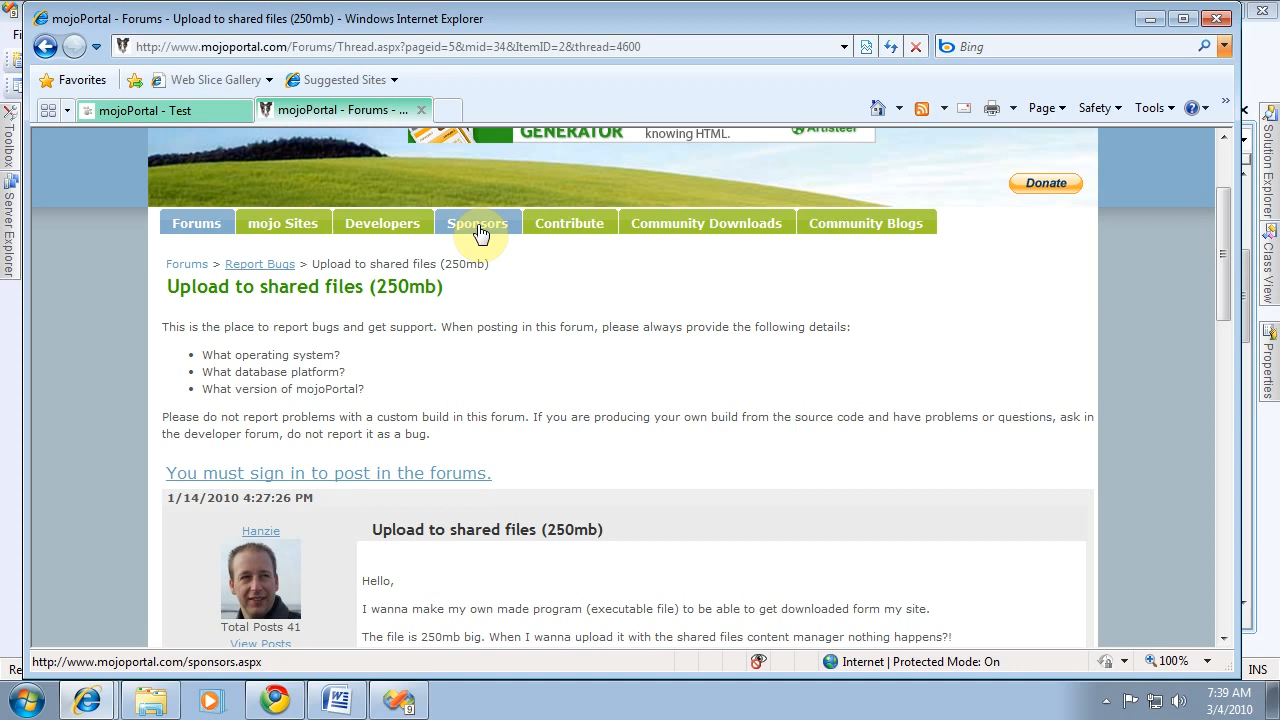 mojoPortal - Forums - Upload to shared files (250mb) - Windows Internet Explorer
http://www.mojoportal.com/Forums/Thread.aspx?pageid=5&mid=34&ItemID=2&thread=4600
Bing
Favorites
Web Slice Gallery
Suggested Sites
mojoPortal - Test
mojoPortal - Forums - ...
Page
Safety
Tools
Toolbox
Server Explorer
Solution Explorer
Class View
Properties
GENERATOR
knowing HTML.
Artisteer
Donate
Forums
mojo Sites
Developers
Sponsors
Contribute
Community Downloads
Community Blogs
Forums > Report Bugs > Upload to shared files (250mb)
Upload to shared files (250mb)
This is the place to report bugs and get support. When posting in this forum, please always provide the following details:
• What operating system?
• What database platform?
• What version of mojoPortal?
Please do not report problems with a custom build in this forum. If you are producing your own build from the source code and have problems or questions, ask in
the developer forum, do not report it as a bug.
You must sign in to post in the forums.
1/14/2010 4:27:26 PM
Hanzie
Upload to shared files (250mb)
Hello,
I wanna make my own made program (executable file) to be able to get downloaded form my site.
Total Posts 41
The file is 250mb big. When I wanna upload it with the shared files content manager nothing happens?!
View Posts
http://www.mojoportal.com/sponsors.aspx
Internet | Protected Mode: On
100%
Re
INS
7:39 AM
3/4/2010